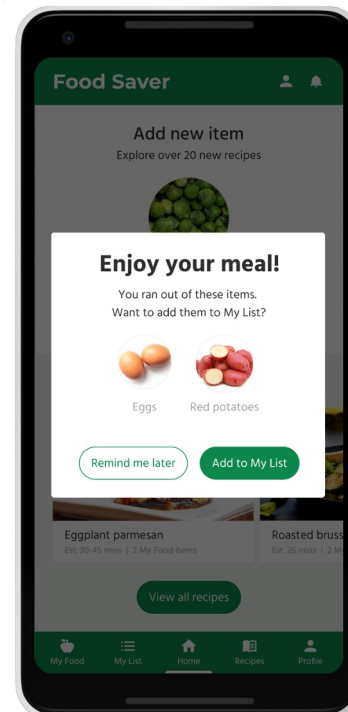 Food Saver
Add new item
Explore over 20 new recipes
Enjoy your meal!
You ran out of these items.
Want to add them to My List?
Eggs
Red potatoes
Remind me later
Add to My List
Eggplant parmesan
Est. 30-45 mins | 2 My Food items
Roasted bruss
Est. 25 mins | 2 M
View all recipes
My Food
My List
Home
Recipes
Profile